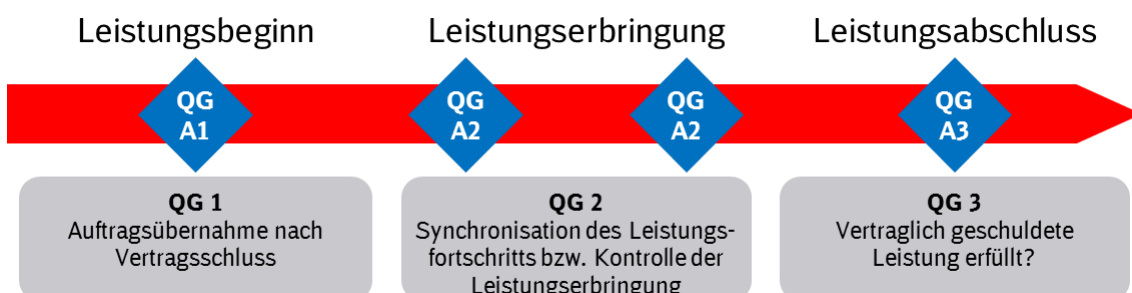 Leistungsbeginn
Leistungserbringung
Leistungsabschluss
QG
A1
QG
A2
QG
A2
QG
A3
QG 1
Auftragsübernahme nach
Vertragsschluss
QG 2
Synchronisation des Leistungs-
fortschritts bzw. Kontrolle der
Leistungserbringung
QG 3
Vertraglich geschuldete
Leistung erfüllt?